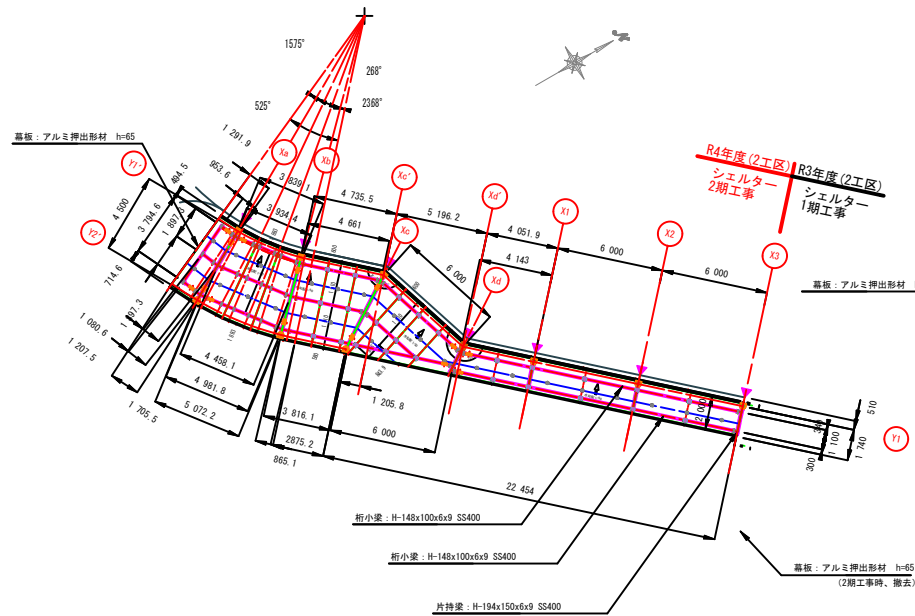 1575°
268°
2368°
525°
幕板：アルミ押出形材 h=65
1 291.9
953.6
494.5
Y1-
4 500
3 794.6
1 897.3
Y2-
714.6
Xa
Xb
3 839.1
3 934.4
Xc'
4 735.5
4 661
Xc
5 196.2
6 000
Xd'
4 051.9
4 143
Xd
X1
6 000
X2
6 000
X3
R4年度(2工区)
シェルター
2期工事
R3年度(2工区)
シェルター
1期工事
幕板：アルミ押出形材
1 897.3
1 080.6
1 207.5
1 705.5
4 458.1
4 981.8
5 072.2
3 816.1
2875.2
865.1
1 205.8
6 000
22 454
2 000
510
340
1 100
1 740
300
Y1
桁小梁：H-148x100x6x9 SS400
桁小梁：H-148x100x6x9 SS400
片持梁：H-194x150x6x9 SS400
幕板：アルミ押出形材 h=65
(2期工事時、撤去)